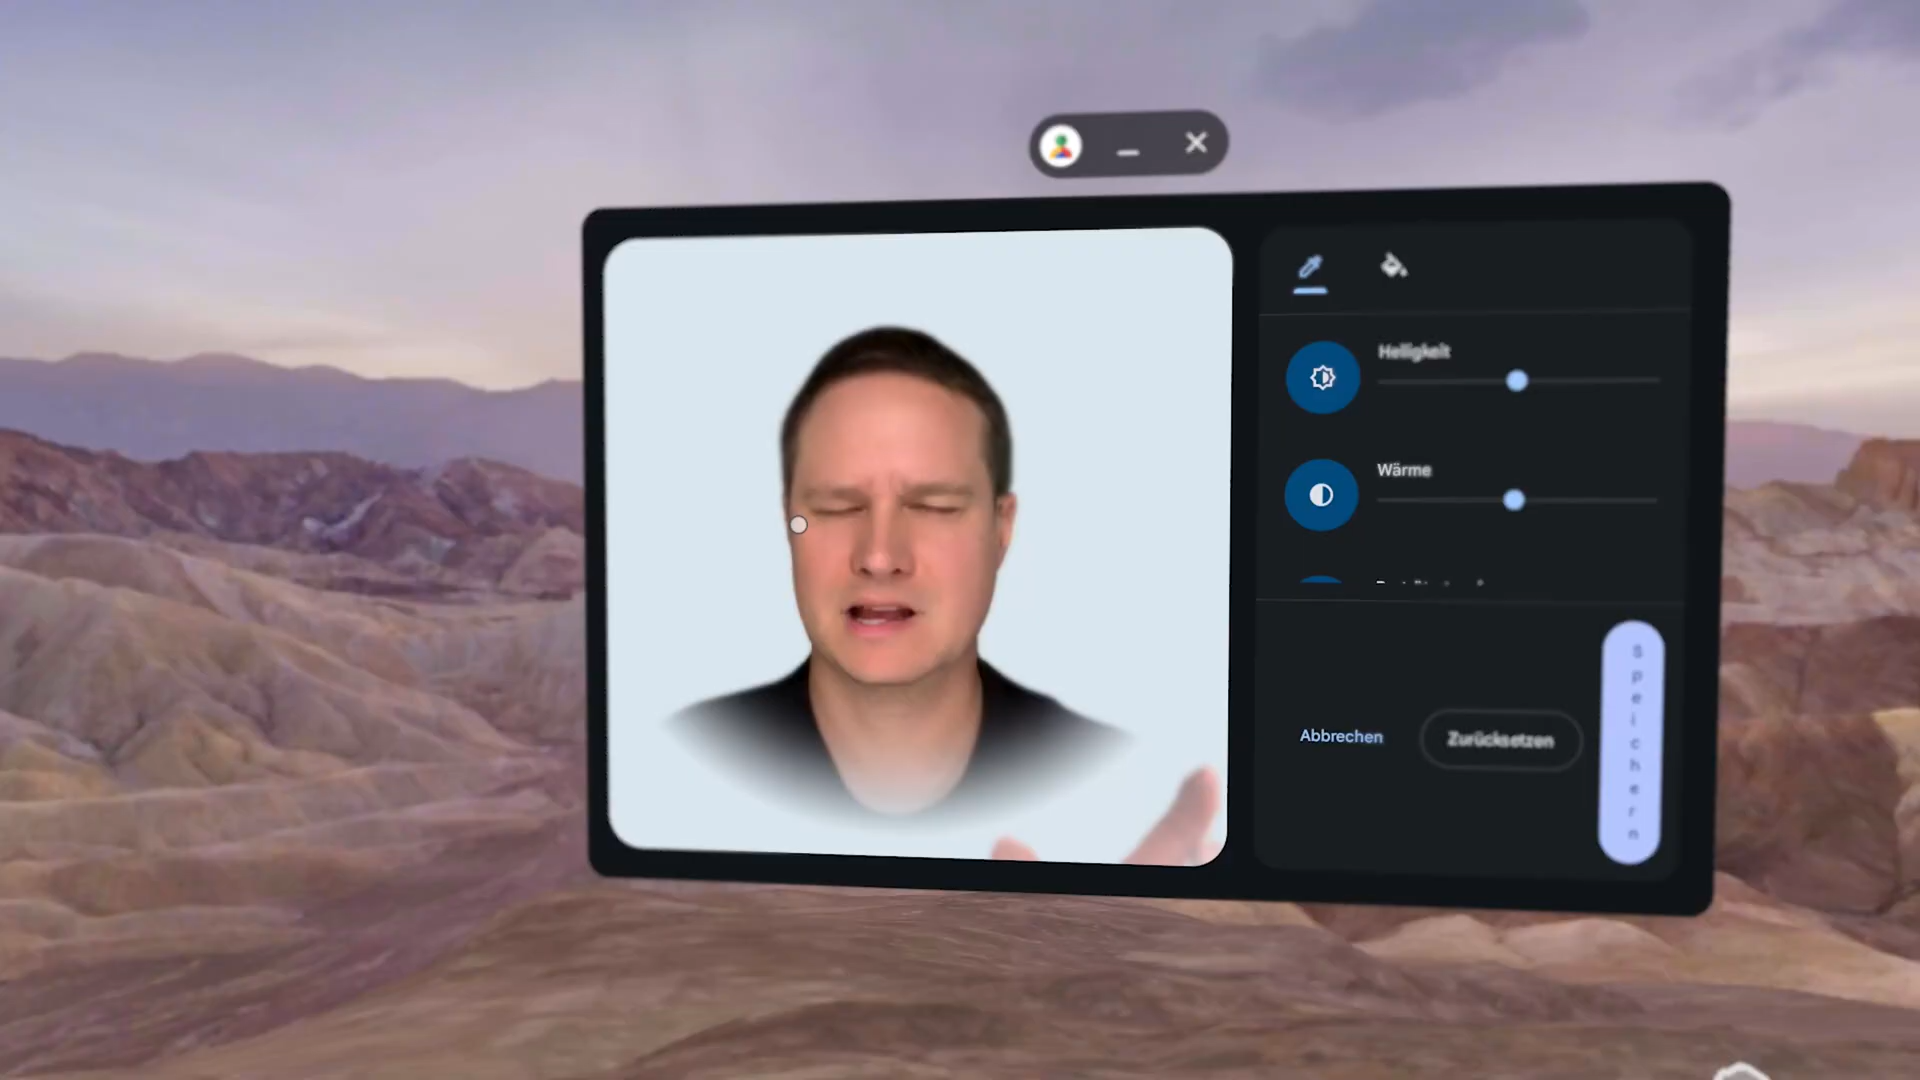 Helligkeit
Wärme
Abbrechen
Zurücksetzen
Speichern